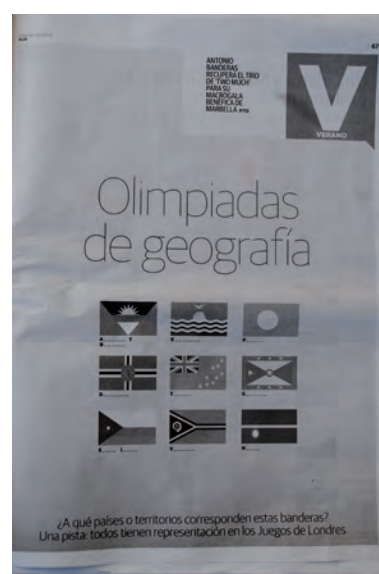 67
ANTONIO
BANDERAS
RECUPERA EL TRÍO
DE 'TWO MUCH'
PARA SU
MACROGALA
BENÉFICA DE
MARBELLA
V
VERANO
Olimpiadas
de geografía
¿A qué países o territorios corresponden estas banderas?
Una pista: todos tienen representación en los Juegos de Londres